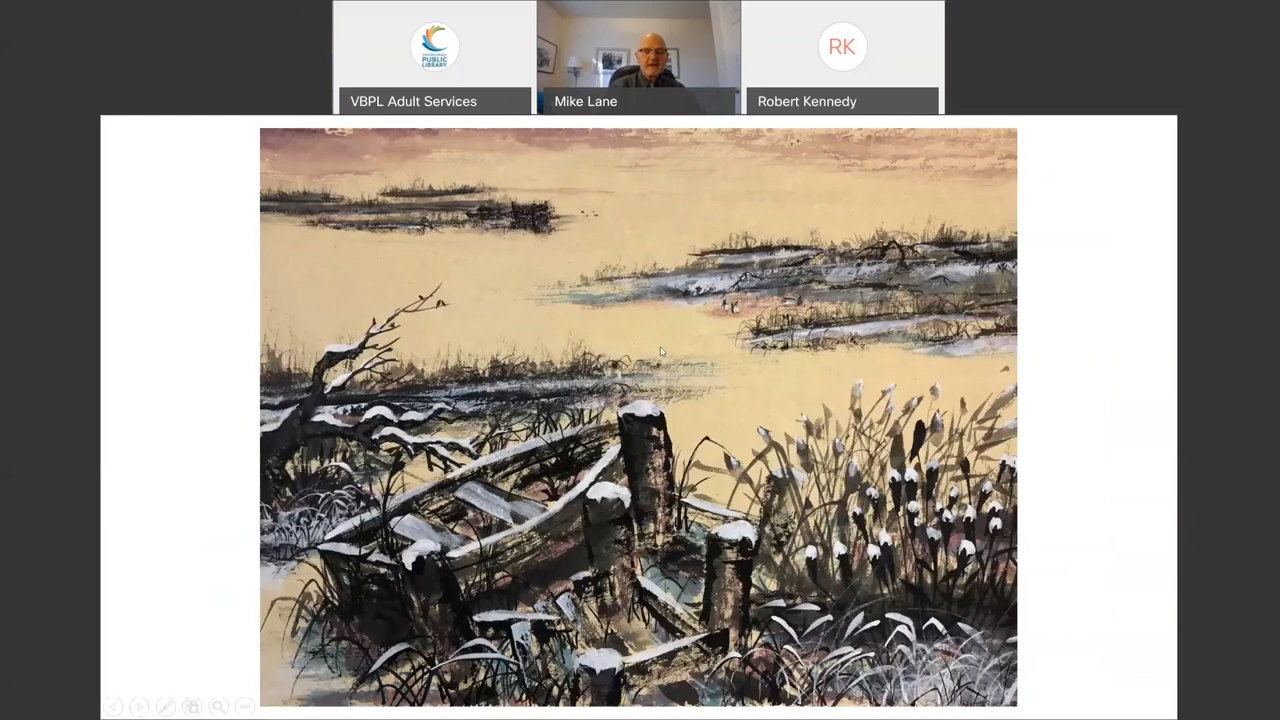 PUBLIC
LIBRARY
VBPL Adult Services
Mike Lane
RK
Robert Kennedy